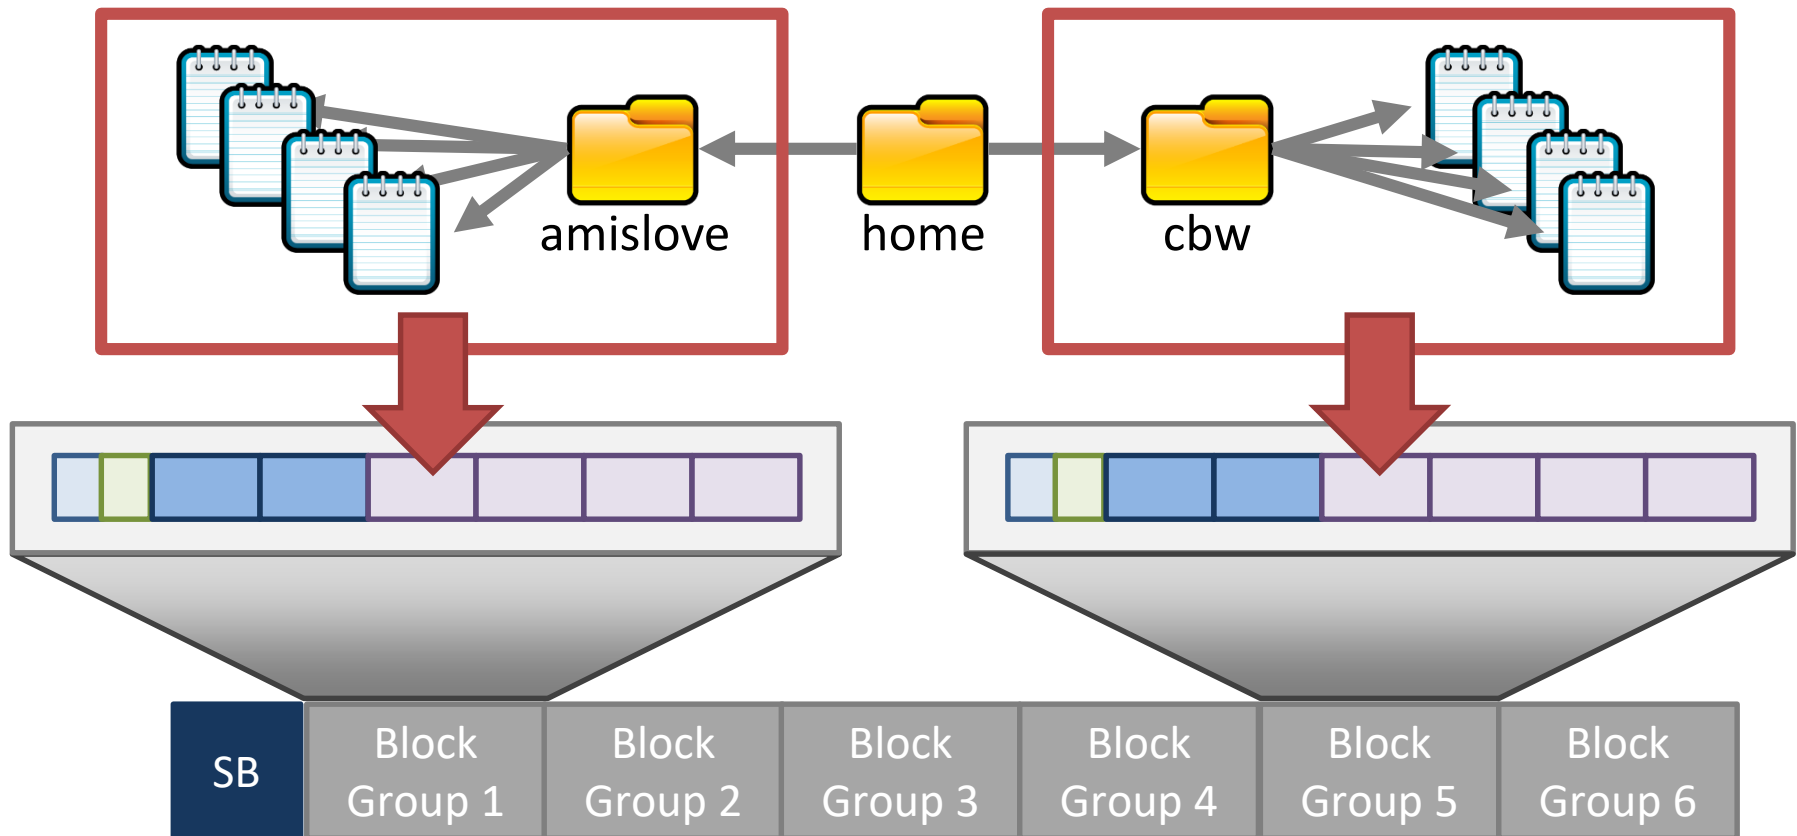 amislove
home
cbw
SB
Block
Group 1
Block
Group 2
Block
Group 3
Block
Group 4
Block
Group 5
Block
Group 6